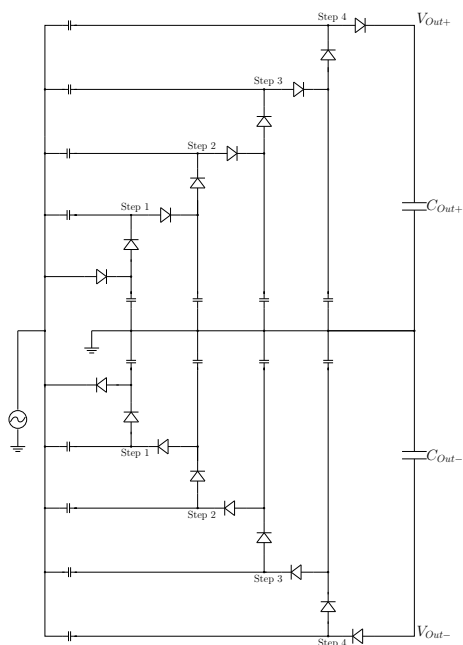 Step 4
V_{Out+}
Step 3
Step 2
Step 1
C_{Out+}
Step 1
C_{Out−}
Step 2
Step 3
V_{Out−}
Step 4